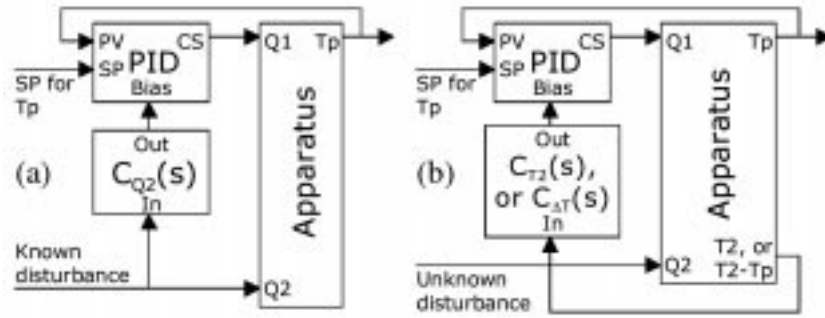 PV CS
PID
SP
Bias
SP for
Tp
Out
C_Q2(s)
In
(a)
Known
disturbance
Q1 Tp
Apparatus
Q2
PV CS
PID
SP
Bias
SP for
Tp
Out
C_T2(s),
or C_ΔT(s)
In
(b)
Unknown
disturbance
Q1 Tp
Apparatus
Q2
T2, or
T2-Tp